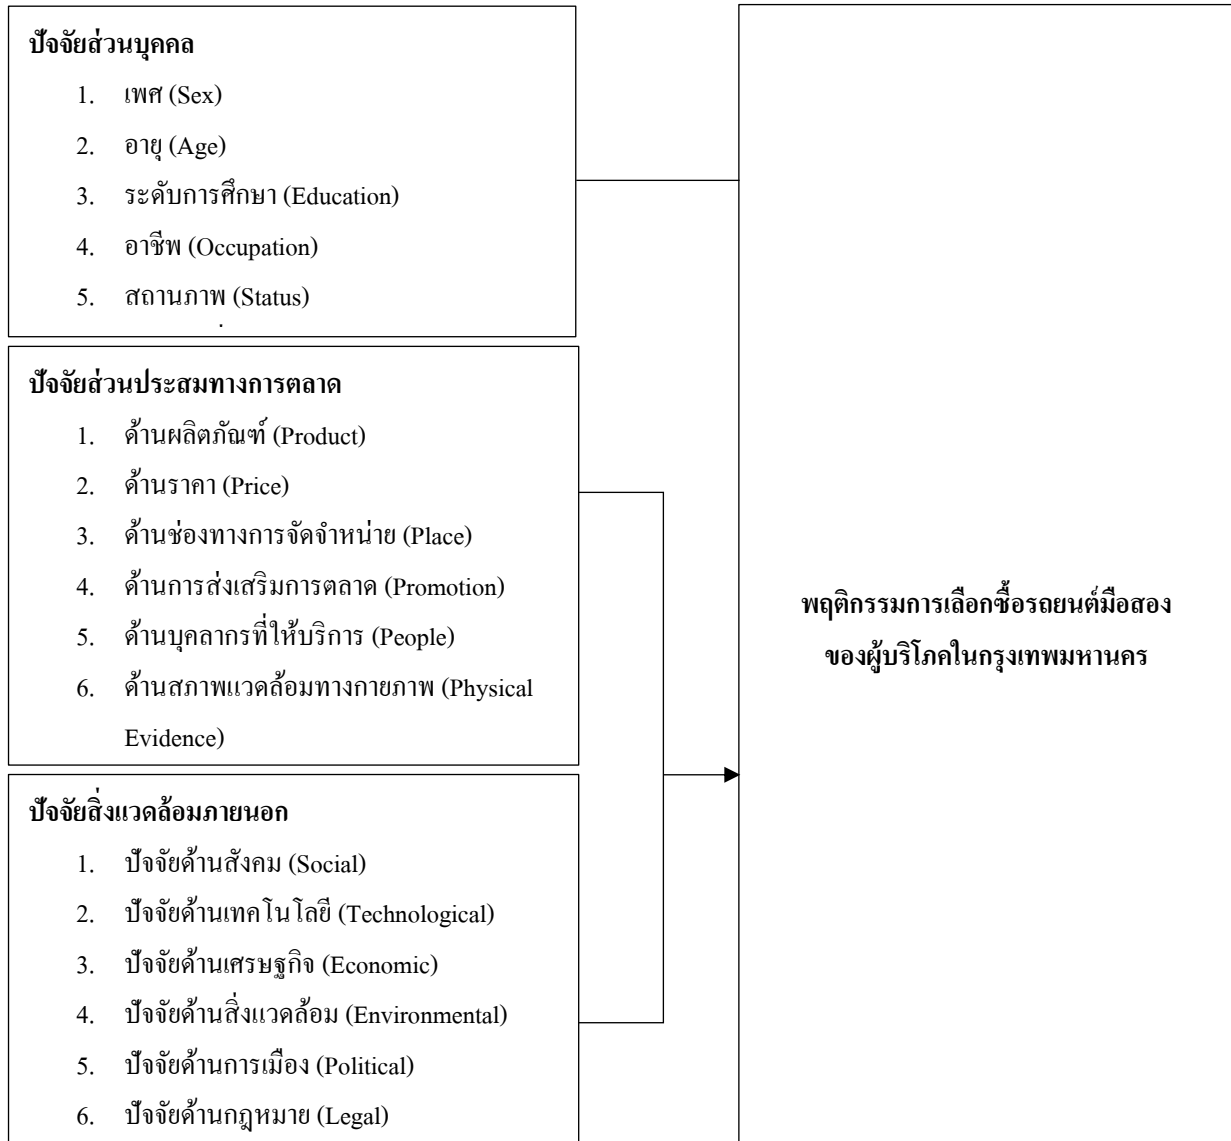 ปัจจัยส่วนบุคคล
1. เพศ (Sex)
2. อายุ (Age)
3. ระดับการศึกษา (Education)
4. อาชีพ (Occupation)
5. สถานภาพ (Status)
ปัจจัยส่วนประสมทางการตลาด
1. ด้านผลิตภัณฑ์ (Product)
2. ด้านราคา (Price)
3. ด้านช่องทางการจัดจำหน่าย (Place)
4. ด้านการส่งเสริมการตลาด (Promotion)
5. ด้านบุคลากรที่ให้บริการ (People)
6. ด้านสภาพแวดล้อมทางกายภาพ (Physical
Evidence)
ปัจจัยสิ่งแวดล้อมภายนอก
1. ปัจจัยด้านสังคม (Social)
2. ปัจจัยด้านเทคโนโลยี (Technological)
3. ปัจจัยด้านเศรษฐกิจ (Economic)
4. ปัจจัยด้านสิ่งแวดล้อม (Environmental)
5. ปัจจัยด้านการเมือง (Political)
6. ปัจจัยด้านกฎหมาย (Legal)
พฤติกรรมการเลือกซื้อรถยนต์มือสอง
ของผู้บริโภคในกรุงเทพมหานคร